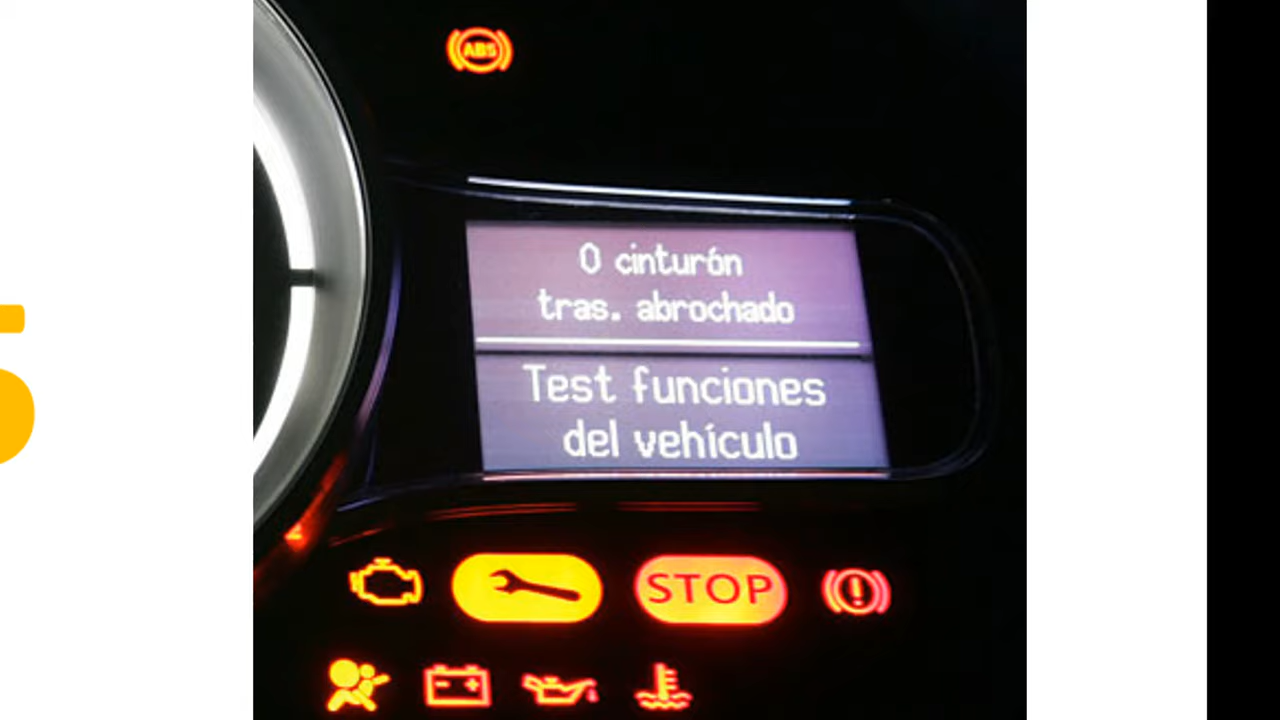 ABS
0 cinturón
tras. abrochado
Test funciones
del vehículo
STOP